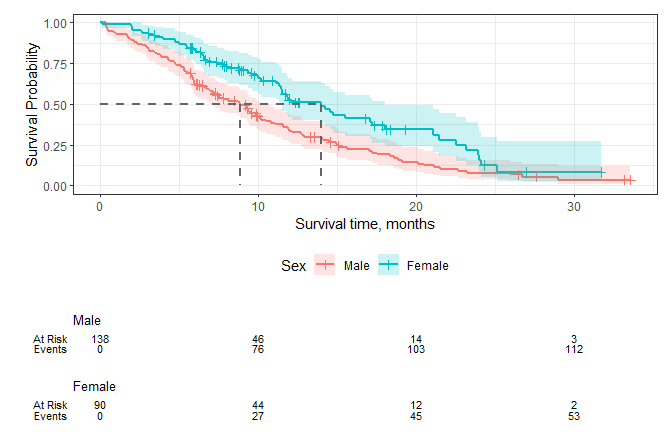 Survival Probability
1.00
0.75
0.50
0.25
0.00
0 10 20 30
Survival time, months
Sex Male Female
Male
At Risk 138 46 14 3
Events 0 76 103 112
Female
At Risk 90 44 12 2
Events 0 27 45 53